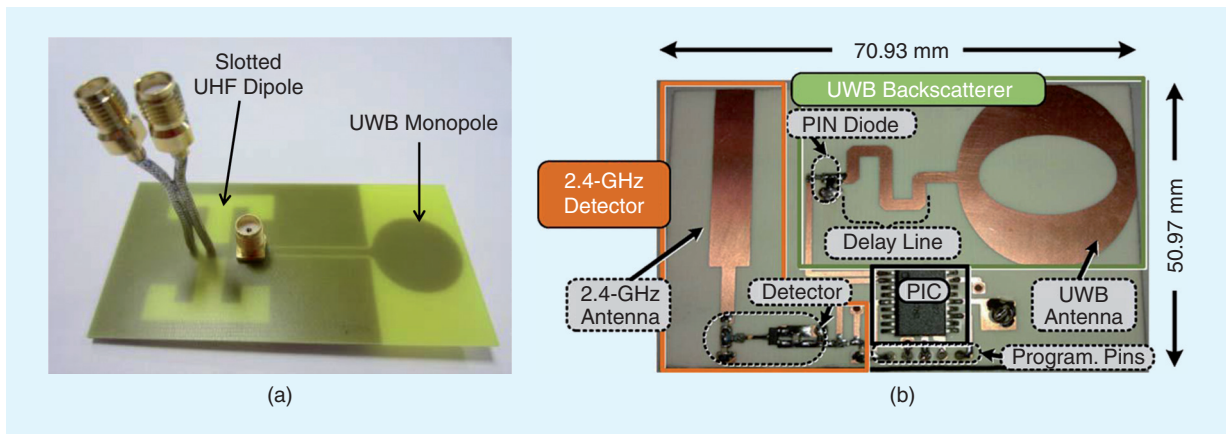 Slotted
UHF Dipole
UWB Monopole
(a)
70.93 mm
UWB Backscatterer
PIN Diode
2.4-GHz
Detector
Delay Line
50.97 mm
2.4-GHz
Antenna
Detector
PIC
UWB
Antenna
Program. Pins
(b)